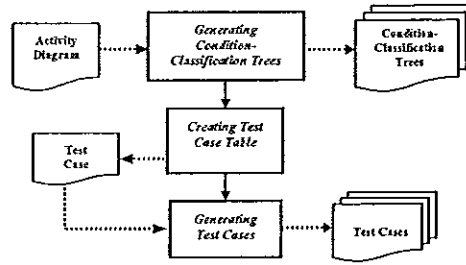 Activity
Diagram
Generating
Condition-
Classification Trees
Condition-
Classification
Trees
Creating Test
Case Table
Test
Case
Generating
Test Cases
Test Cases